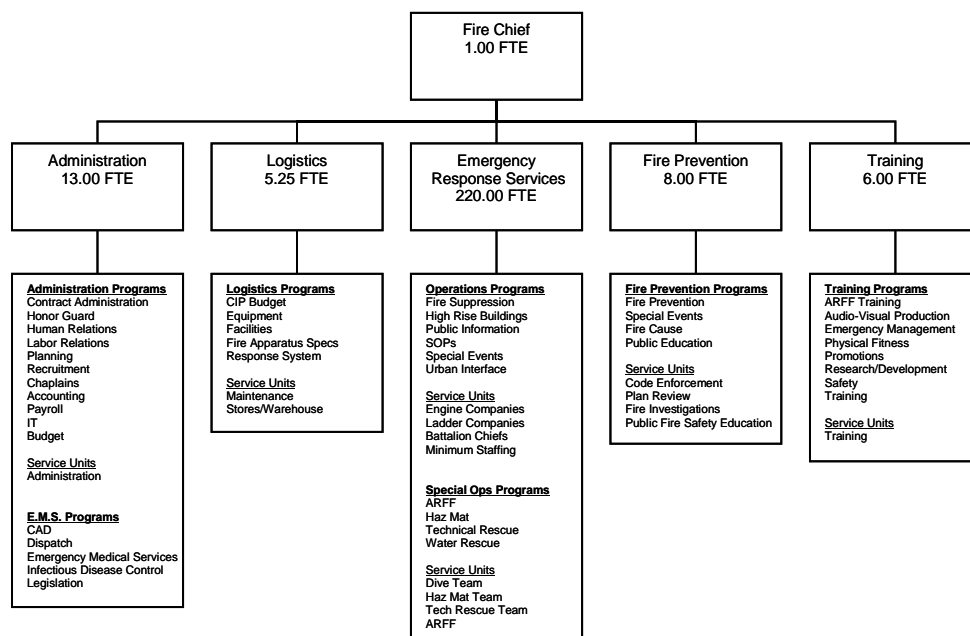 Fire Chief
1.00 FTE
Administration
13.00 FTE
Logistics
5.25 FTE
Emergency
Response Services
220.00 FTE
Fire Prevention
8.00 FTE
Training
6.00 FTE
Administration Programs
Contract Administration
Honor Guard
Human Relations
Labor Relations
Planning
Recruitment
Chaplains
Accounting
Payroll
IT
Budget
Service Units
Administration
E.M.S. Programs
CAD
Dispatch
Emergency Medical Services
Infectious Disease Control
Legislation
Logistics Programs
CIP Budget
Equipment
Facilities
Fire Apparatus Specs
Response System
Service Units
Maintenance
Stores/Warehouse
Operations Programs
Fire Suppression
High Rise Buildings
Public Information
SOPs
Special Events
Urban Interface
Service Units
Engine Companies
Ladder Companies
Battalion Chiefs
Minimum Staffing
Special Ops Programs
ARFF
Haz Mat
Technical Rescue
Water Rescue
Service Units
Dive Team
Haz Mat Team
Tech Rescue Team
ARFF
Fire Prevention Programs
Fire Prevention
Special Events
Fire Cause
Public Education
Service Units
Code Enforcement
Plan Review
Fire Investigations
Public Fire Safety Education
Training Programs
ARFF Training
Audio-Visual Production
Emergency Management
Physical Fitness
Promotions
Research/Development
Safety
Training
Service Units
Training